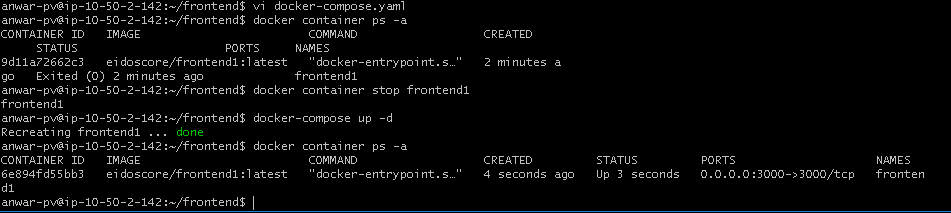 anwar-pv@ip-10-50-2-142:~/frontend$ vi docker-compose.yaml
anwar-pv@ip-10-50-2-142:~/frontend$ docker container ps -a
CONTAINER ID   IMAGE                        COMMAND                  CREATED
     STATUS                     PORTS     NAMES
9d11a72662c3   eidoscore/frontend1:latest   "docker-entrypoint.s…"   2 minutes a
go   Exited (0) 2 minutes ago             frontend1
anwar-pv@ip-10-50-2-142:~/frontend$ docker container stop frontend1
frontend1
anwar-pv@ip-10-50-2-142:~/frontend$ docker-compose up -d
Recreating frontend1 ... done
anwar-pv@ip-10-50-2-142:~/frontend$ docker container ps -a
CONTAINER ID   IMAGE                        COMMAND                  CREATED         STATUS         PORTS                    NAMES
6e894fd55bb3   eidoscore/frontend1:latest   "docker-entrypoint.s…"   4 seconds ago   Up 3 seconds   0.0.0.0:3000->3000/tcp   fronten
d1
anwar-pv@ip-10-50-2-142:~/frontend$